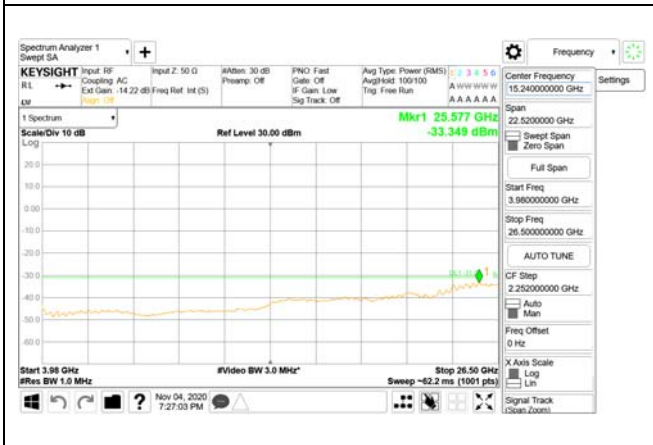 Spectrum Analyzer 1
Swept SA
+
Frequency
KEYSIGHT Input: RF Input Z: 50 Ω #Atten: 30 dB PNO: Fast Avg Type: Power (RMS) 1 2 3 4 5 6
RL Coupling: AC Preamp: Off Gate: Off Avg|Hold: 100/100 A W W W W W
Ext Gain: -14.22 dB Freq Ref: Int (S) IF Gain: Low Trig: Free Run
Align: Off Sig Track: Off A A A A A A
1 Spectrum
Mkr1 25.577 GHz
Scale/Div 10 dB Ref Level 30.00 dBm -33.349 dBm
Log
20.0
10.0
0.00
-10.0
-20.0
-30.0
1
-40.0
-50.0
-60.0
Start 3.98 GHz #Video BW 3.0 MHz* Stop 26.50 GHz
#Res BW 1.0 MHz Sweep ~62.2 ms (1001 pts)
Nov 04, 2020
7:27:03 PM
?
Center Frequency
15.240000000 GHz
Settings
Span
22.5200000 GHz
Swept Span
Zero Span
Full Span
Start Freq
3.980000000 GHz
Stop Freq
26.500000000 GHz
AUTO TUNE
CF Step
2.252000000 GHz
Auto
Man
Freq Offset
0 Hz
X Axis Scale
Log
Lin
Signal Track
(Span Zoom)